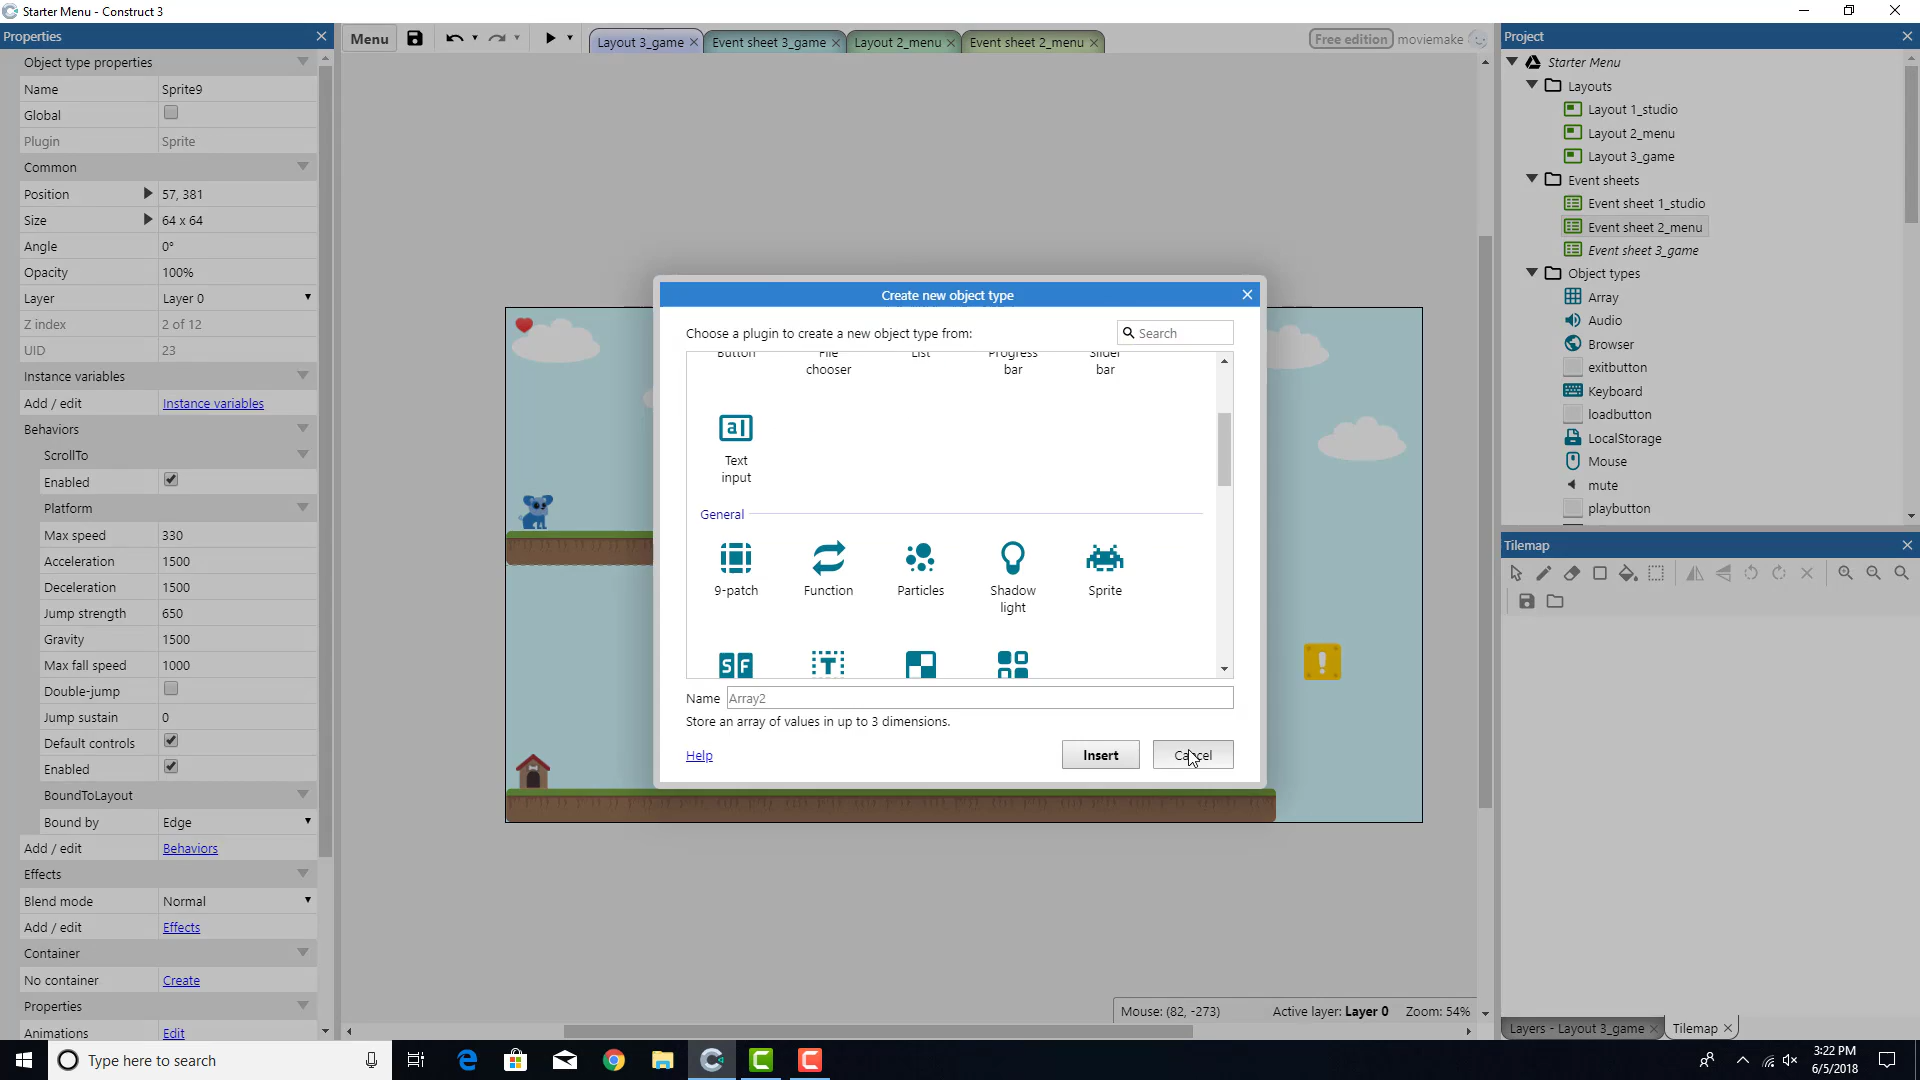 Starter Menu - Construct 3
Properties
Object type properties
Name Sprite9
Global
Plugin Sprite
Common
Position 57, 381
Size 64 x 64
Angle 0°
Opacity 100%
Layer Layer 0
Z index 2 of 12
UID 23
Instance variables
Add / edit Instance variables
Behaviors
ScrollTo
Enabled
Platform
Max speed 330
Acceleration 1500
Deceleration 1500
Jump strength 650
Gravity 1500
Max fall speed 1000
Double-jump
Jump sustain 0
Default controls
Enabled
BoundToLayout
Bound by Edge
Add / edit Behaviors
Effects
Blend mode Normal
Add / edit Effects
Container
No container Create
Properties
Animations Edit
Menu
Layout 3_game
Event sheet 3_game
Layout 2_menu
Event sheet 2_menu
Free edition moviemake
Create new object type
Choose a plugin to create a new object type from:
Search
Button File chooser List Progress bar Slider bar
Text input
General
9-patch Function Particles Shadow light Sprite
Name Array2
Store an array of values in up to 3 dimensions.
Help Insert Cancel
Mouse: (82, -273) Active layer: Layer 0 Zoom: 54%
Project
Starter Menu
Layouts
Layout 1_studio
Layout 2_menu
Layout 3_game
Event sheets
Event sheet 1_studio
Event sheet 2_menu
Event sheet 3_game
Object types
Array
Audio
Browser
exitbutton
Keyboard
loadbutton
LocalStorage
Mouse
mute
playbutton
Tilemap
Layers - Layout 3_game
Tilemap
Type here to search
3:22 PM
6/5/2018